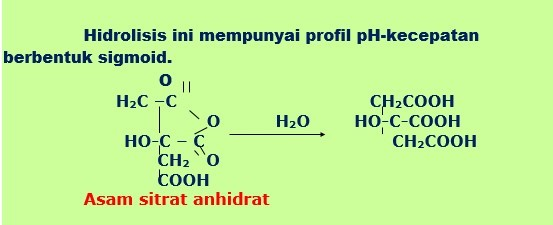 Hidrolisis ini mempunyai profil pH-kecepatan
berbentuk sigmoid.
O
H₂C – C
CH₂COOH
O
H₂O
HO-C-COOH
HO-C – C
CH₂COOH
CH₂ O
COOH
Asam sitrat anhidrat